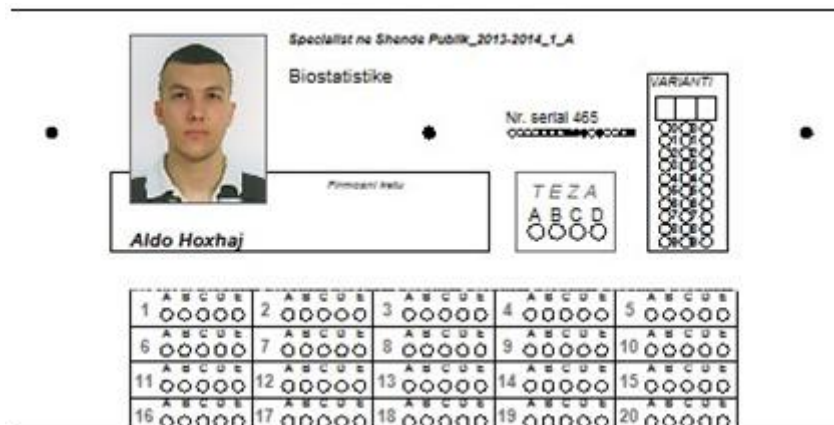 Specialist ne Shende Publik_2013-2014_1_A
Biostatistike
VARIANTI
Nr. serial 465
Firmosni ketu
TEZA
A B C D
Aldo Hoxhaj
A B C D E A B C D E A B C D E A B C D E A B C D E
1 2 3 4 5
A B C D E A B C D E A B C D E A B C D E A B C D E
6 7 8 9 10
A B C D E A B C D E A B C D E A B C D E A B C D E
11 12 13 14 15
A B C D E A B C D E A B C D E A B C D E A B C D E
16 17 18 19 20